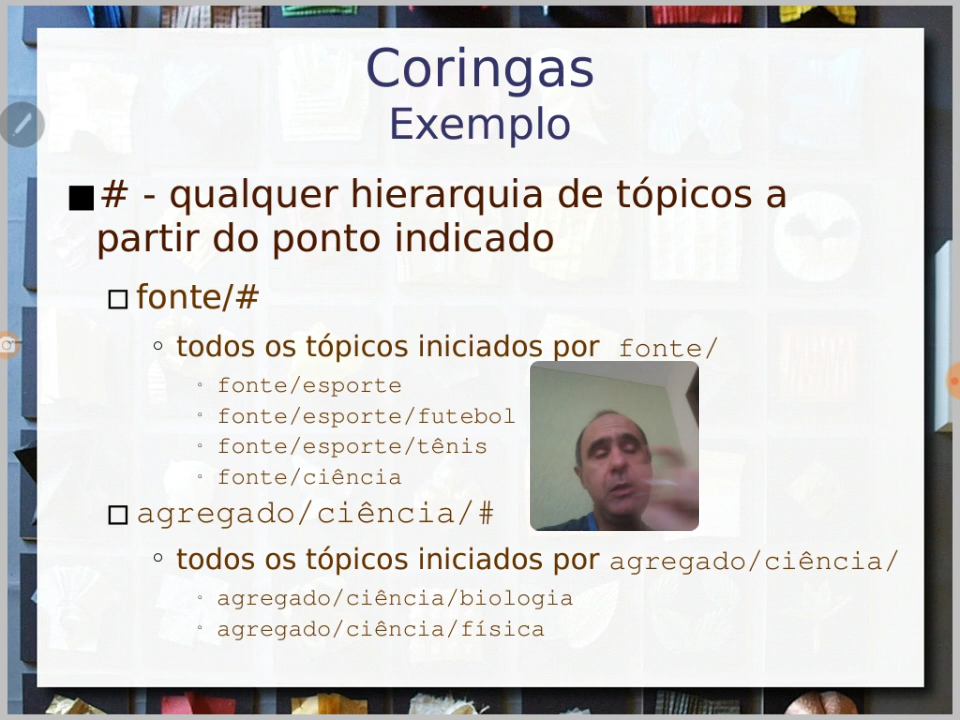 Coringas
Exemplo
# - qualquer hierarquia de tópicos a
partir do ponto indicado
fonte/#
todos os tópicos iniciados por fonte/
fonte/esporte
fonte/esporte/futebol
fonte/esporte/tênis
fonte/ciência
agregado/ciência/#
todos os tópicos iniciados por agregado/ciência/
agregado/ciência/biologia
agregado/ciência/física